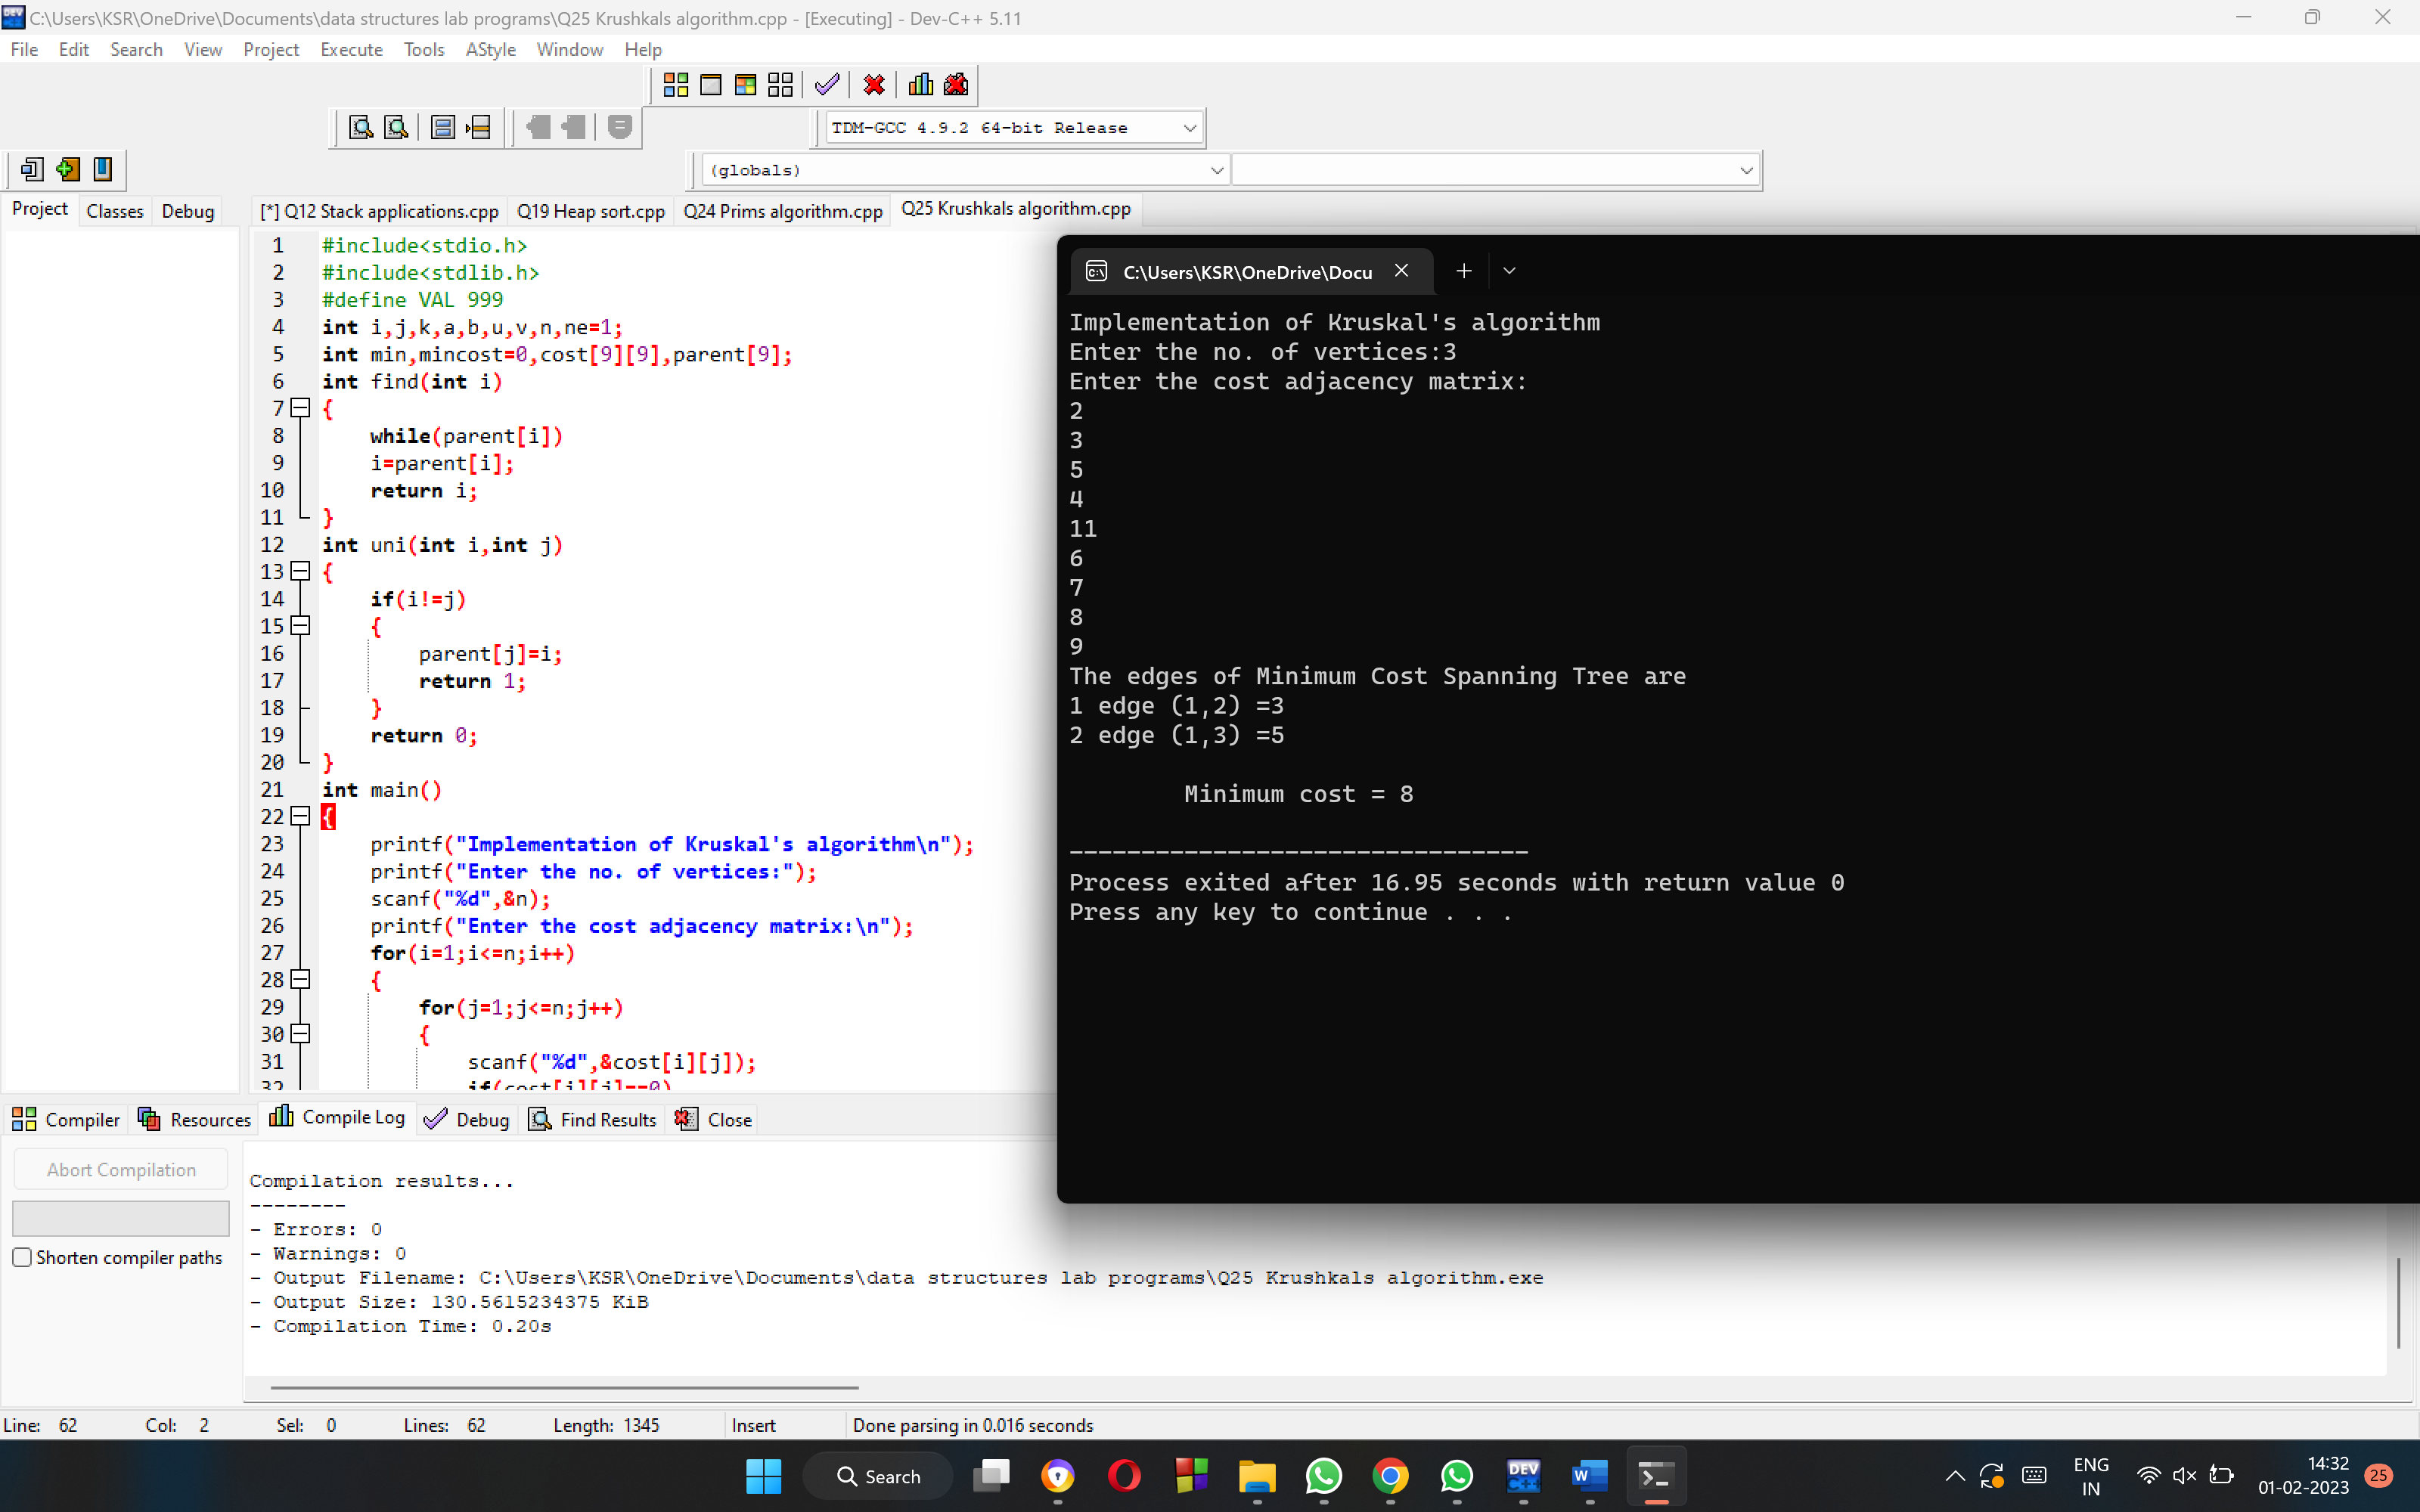 C:\Users\KSR\OneDrive\Documents\data structures lab programs\Q25 Krushkals algorithm.cpp - [Executing] - Dev-C++ 5.11
File Edit Search View Project Execute Tools AStyle Window Help
TDM-GCC 4.9.2 64-bit Release
(globals)
Project Classes Debug
[*] Q12 Stack applications.cpp Q19 Heap sort.cpp Q24 Prims algorithm.cpp Q25 Krushkals algorithm.cpp
1 #include<stdio.h>
2 #include<stdlib.h>
3 #define VAL 999
4 int i,j,k,a,b,u,v,n,ne=1;
5 int min,mincost=0,cost[9][9],parent[9];
6 int find(int i)
7 {
8 while(parent[i])
9 i=parent[i];
10 return i;
11 }
12 int uni(int i,int j)
13 {
14 if(i!=j)
15 {
16 parent[j]=i;
17 return 1;
18 }
19 return 0;
20 }
21 int main()
22 {
23 printf("Implementation of Kruskal's algorithm\n");
24 printf("Enter the no. of vertices:");
25 scanf("%d",&n);
26 printf("Enter the cost adjacency matrix:\n");
27 for(i=1;i<=n;i++)
28 {
29 for(j=1;j<=n;j++)
30 {
31 scanf("%d",&cost[i][j]);
32 if(cost[i][j]==0)
C:\Users\KSR\OneDrive\Docu
Implementation of Kruskal's algorithm
Enter the no. of vertices:3
Enter the cost adjacency matrix:
2
3
5
4
11
6
7
8
9
The edges of Minimum Cost Spanning Tree are
1 edge (1,2) =3
2 edge (1,3) =5
Minimum cost = 8
--------------------------------
Process exited after 16.95 seconds with return value 0
Press any key to continue . . .
Compiler Resources Compile Log Debug Find Results Close
Abort Compilation
Shorten compiler paths
Compilation results...
--------
- Errors: 0
- Warnings: 0
- Output Filename: C:\Users\KSR\OneDrive\Documents\data structures lab programs\Q25 Krushkals algorithm.exe
- Output Size: 130.5615234375 KiB
- Compilation Time: 0.20s
Line: 62 Col: 2 Sel: 0 Lines: 62 Length: 1345 Insert Done parsing in 0.016 seconds
Search
DEV C++
W
ENG
IN
14:32
01-02-2023
25